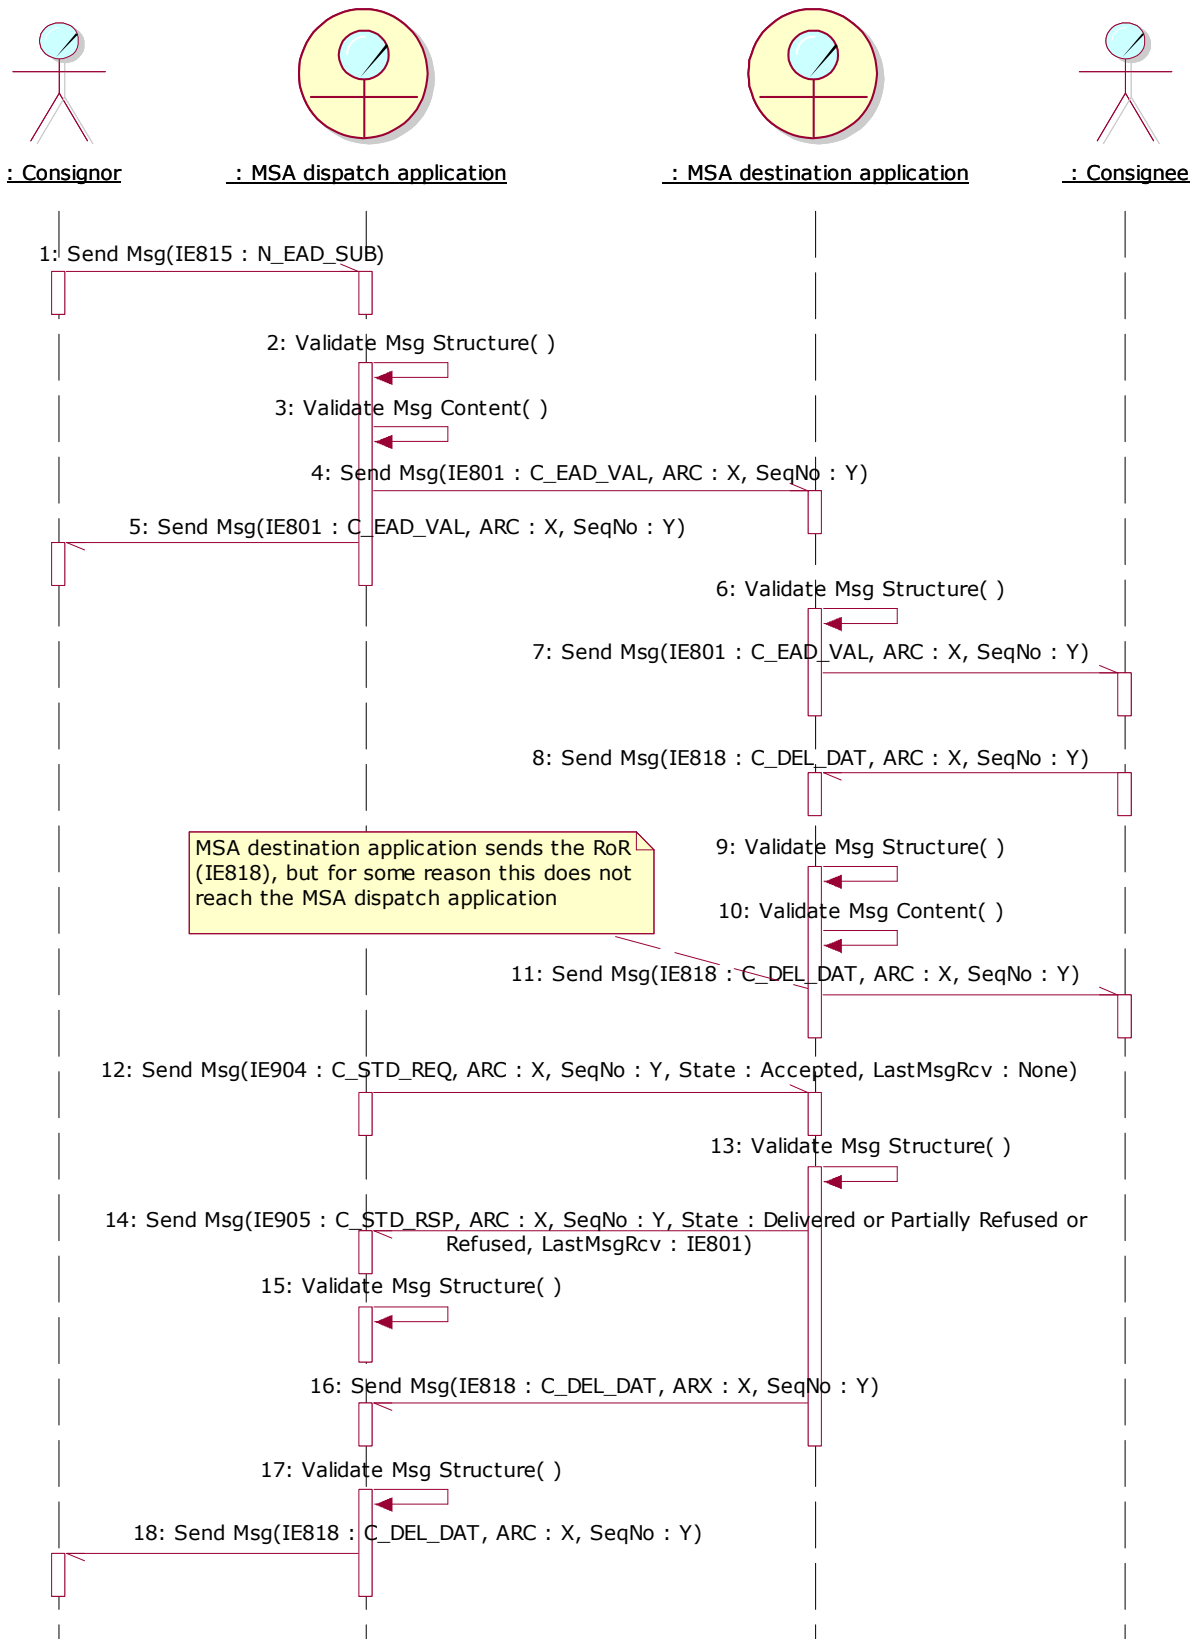 : Consignor
: MSA dispatch application
: MSA destination application
: Consignee
1: Send Msg(IE815 : N_EAD_SUB)
2: Validate Msg Structure( )
3: Validate Msg Content( )
4: Send Msg(IE801 : C_EAD_VAL, ARC : X, SeqNo : Y)
5: Send Msg(IE801 : C_EAD_VAL, ARC : X, SeqNo : Y)
6: Validate Msg Structure( )
7: Send Msg(IE801 : C_EAD_VAL, ARC : X, SeqNo : Y)
8: Send Msg(IE818 : C_DEL_DAT, ARC : X, SeqNo : Y)
MSA destination application sends the RoR
(IE818), but for some reason this does not
reach the MSA dispatch application
9: Validate Msg Structure( )
10: Validate Msg Content( )
11: Send Msg(IE818 : C_DEL_DAT, ARC : X, SeqNo : Y)
12: Send Msg(IE904 : C_STD_REQ, ARC : X, SeqNo : Y, State : Accepted, LastMsgRcv : None)
13: Validate Msg Structure( )
14: Send Msg(IE905 : C_STD_RSP, ARC : X, SeqNo : Y, State : Delivered or Partially Refused or
Refused, LastMsgRcv : IE801)
15: Validate Msg Structure( )
16: Send Msg(IE818 : C_DEL_DAT, ARX : X, SeqNo : Y)
17: Validate Msg Structure( )
18: Send Msg(IE818 : C_DEL_DAT, ARC : X, SeqNo : Y)